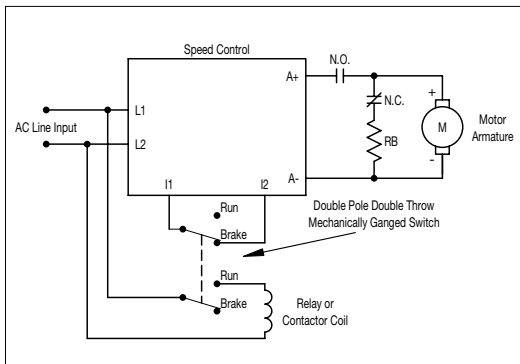 Speed Control
N.O.
A+
L1
N.C.
+
AC Line Input
M
Motor
Armature
L2
RB
-
I1
I2
A-
Run
Double Pole Double Throw
Mechanically Ganged Switch
Brake
Run
Relay or
Contactor Coil
Brake